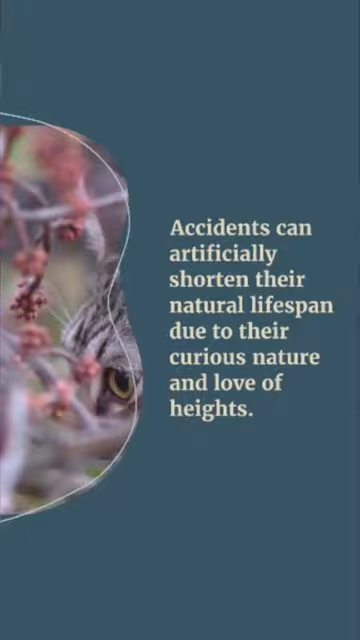 Accidents can
artificially
shorten their
natural lifespan
due to their
curious nature
and love of
heights.